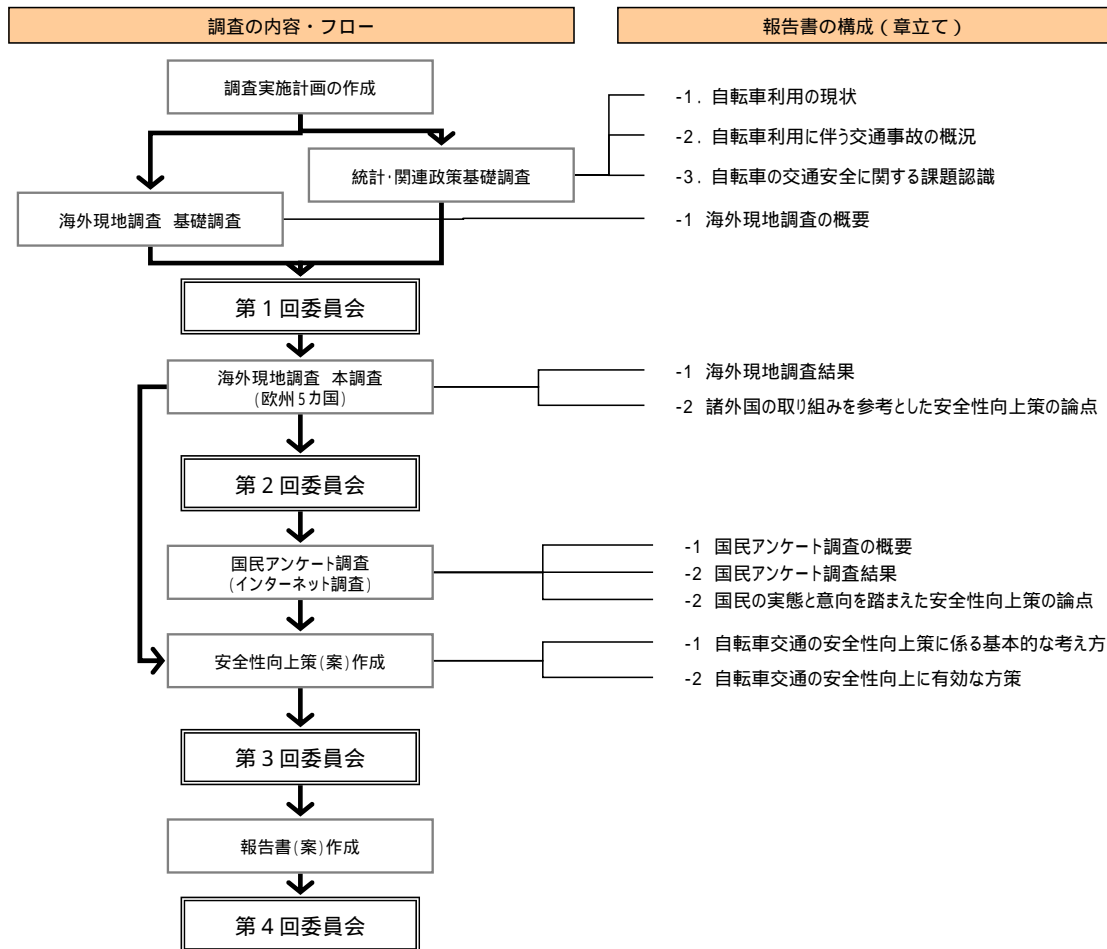 調査の内容・フロー
報告書の構成(章立て)
調査実施計画の作成
統計・関連政策基礎調査
海外現地調査 基礎調査
-1. 自転車利用の現状
-2. 自転車利用に伴う交通事故の概況
-3. 自転車の交通安全に関する課題認識
-1 海外現地調査の概要
第1回委員会
海外現地調査 本調査
(欧州5カ国)
-1 海外現地調査結果
-2 諸外国の取り組みを参考とした安全性向上策の論点
第2回委員会
国民アンケート調査
(インターネット調査)
-1 国民アンケート調査の概要
-2 国民アンケート調査結果
-2 国民の実態と意向を踏まえた安全性向上策の論点
安全性向上策(案)作成
-1 自転車交通の安全性向上策に係る基本的な考え方
-2 自転車交通の安全性向上に有効な方策
第3回委員会
報告書(案)作成
第4回委員会